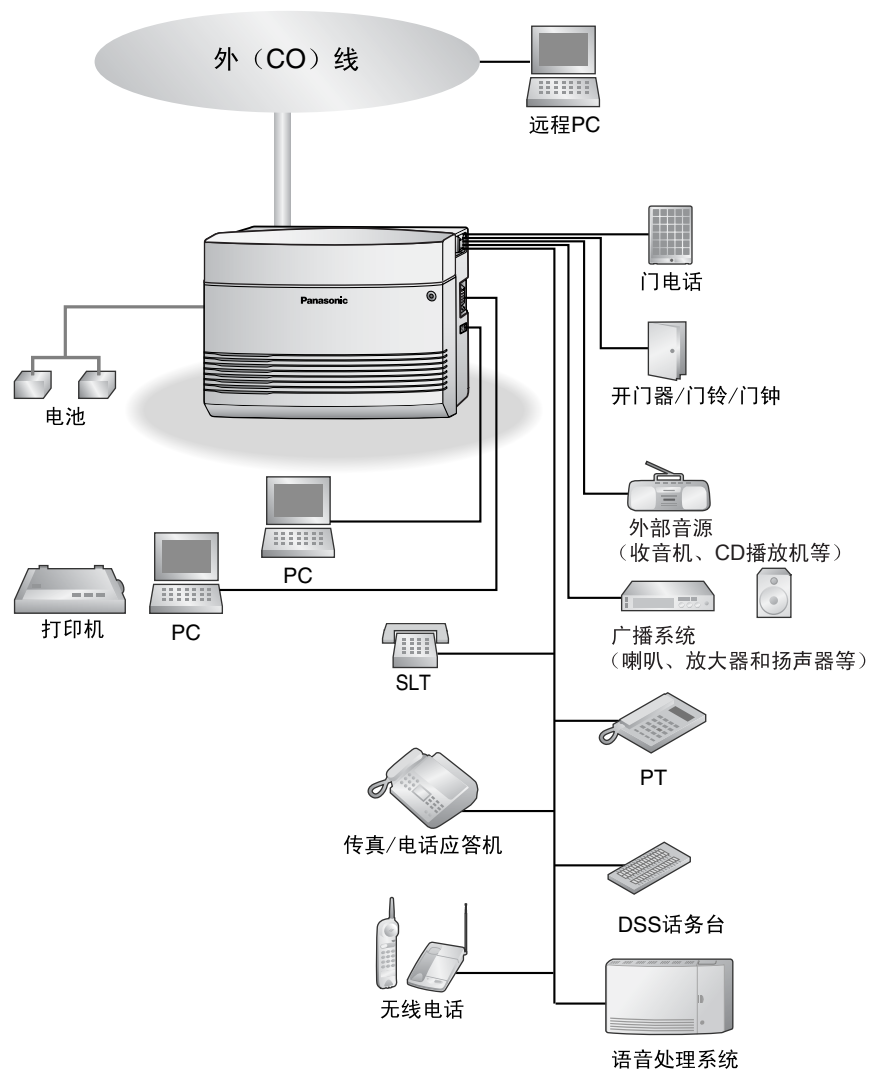 外（CO）线
远程PC
门电话
Panasonic
开门器/门铃/门钟
电池
外部音源
（收音机、CD播放机等）
PC
打印机
PC
广播系统
（喇叭、放大器和扬声器等）
SLT
PT
传真/电话应答机
DSS话务台
无线电话
语音处理系统